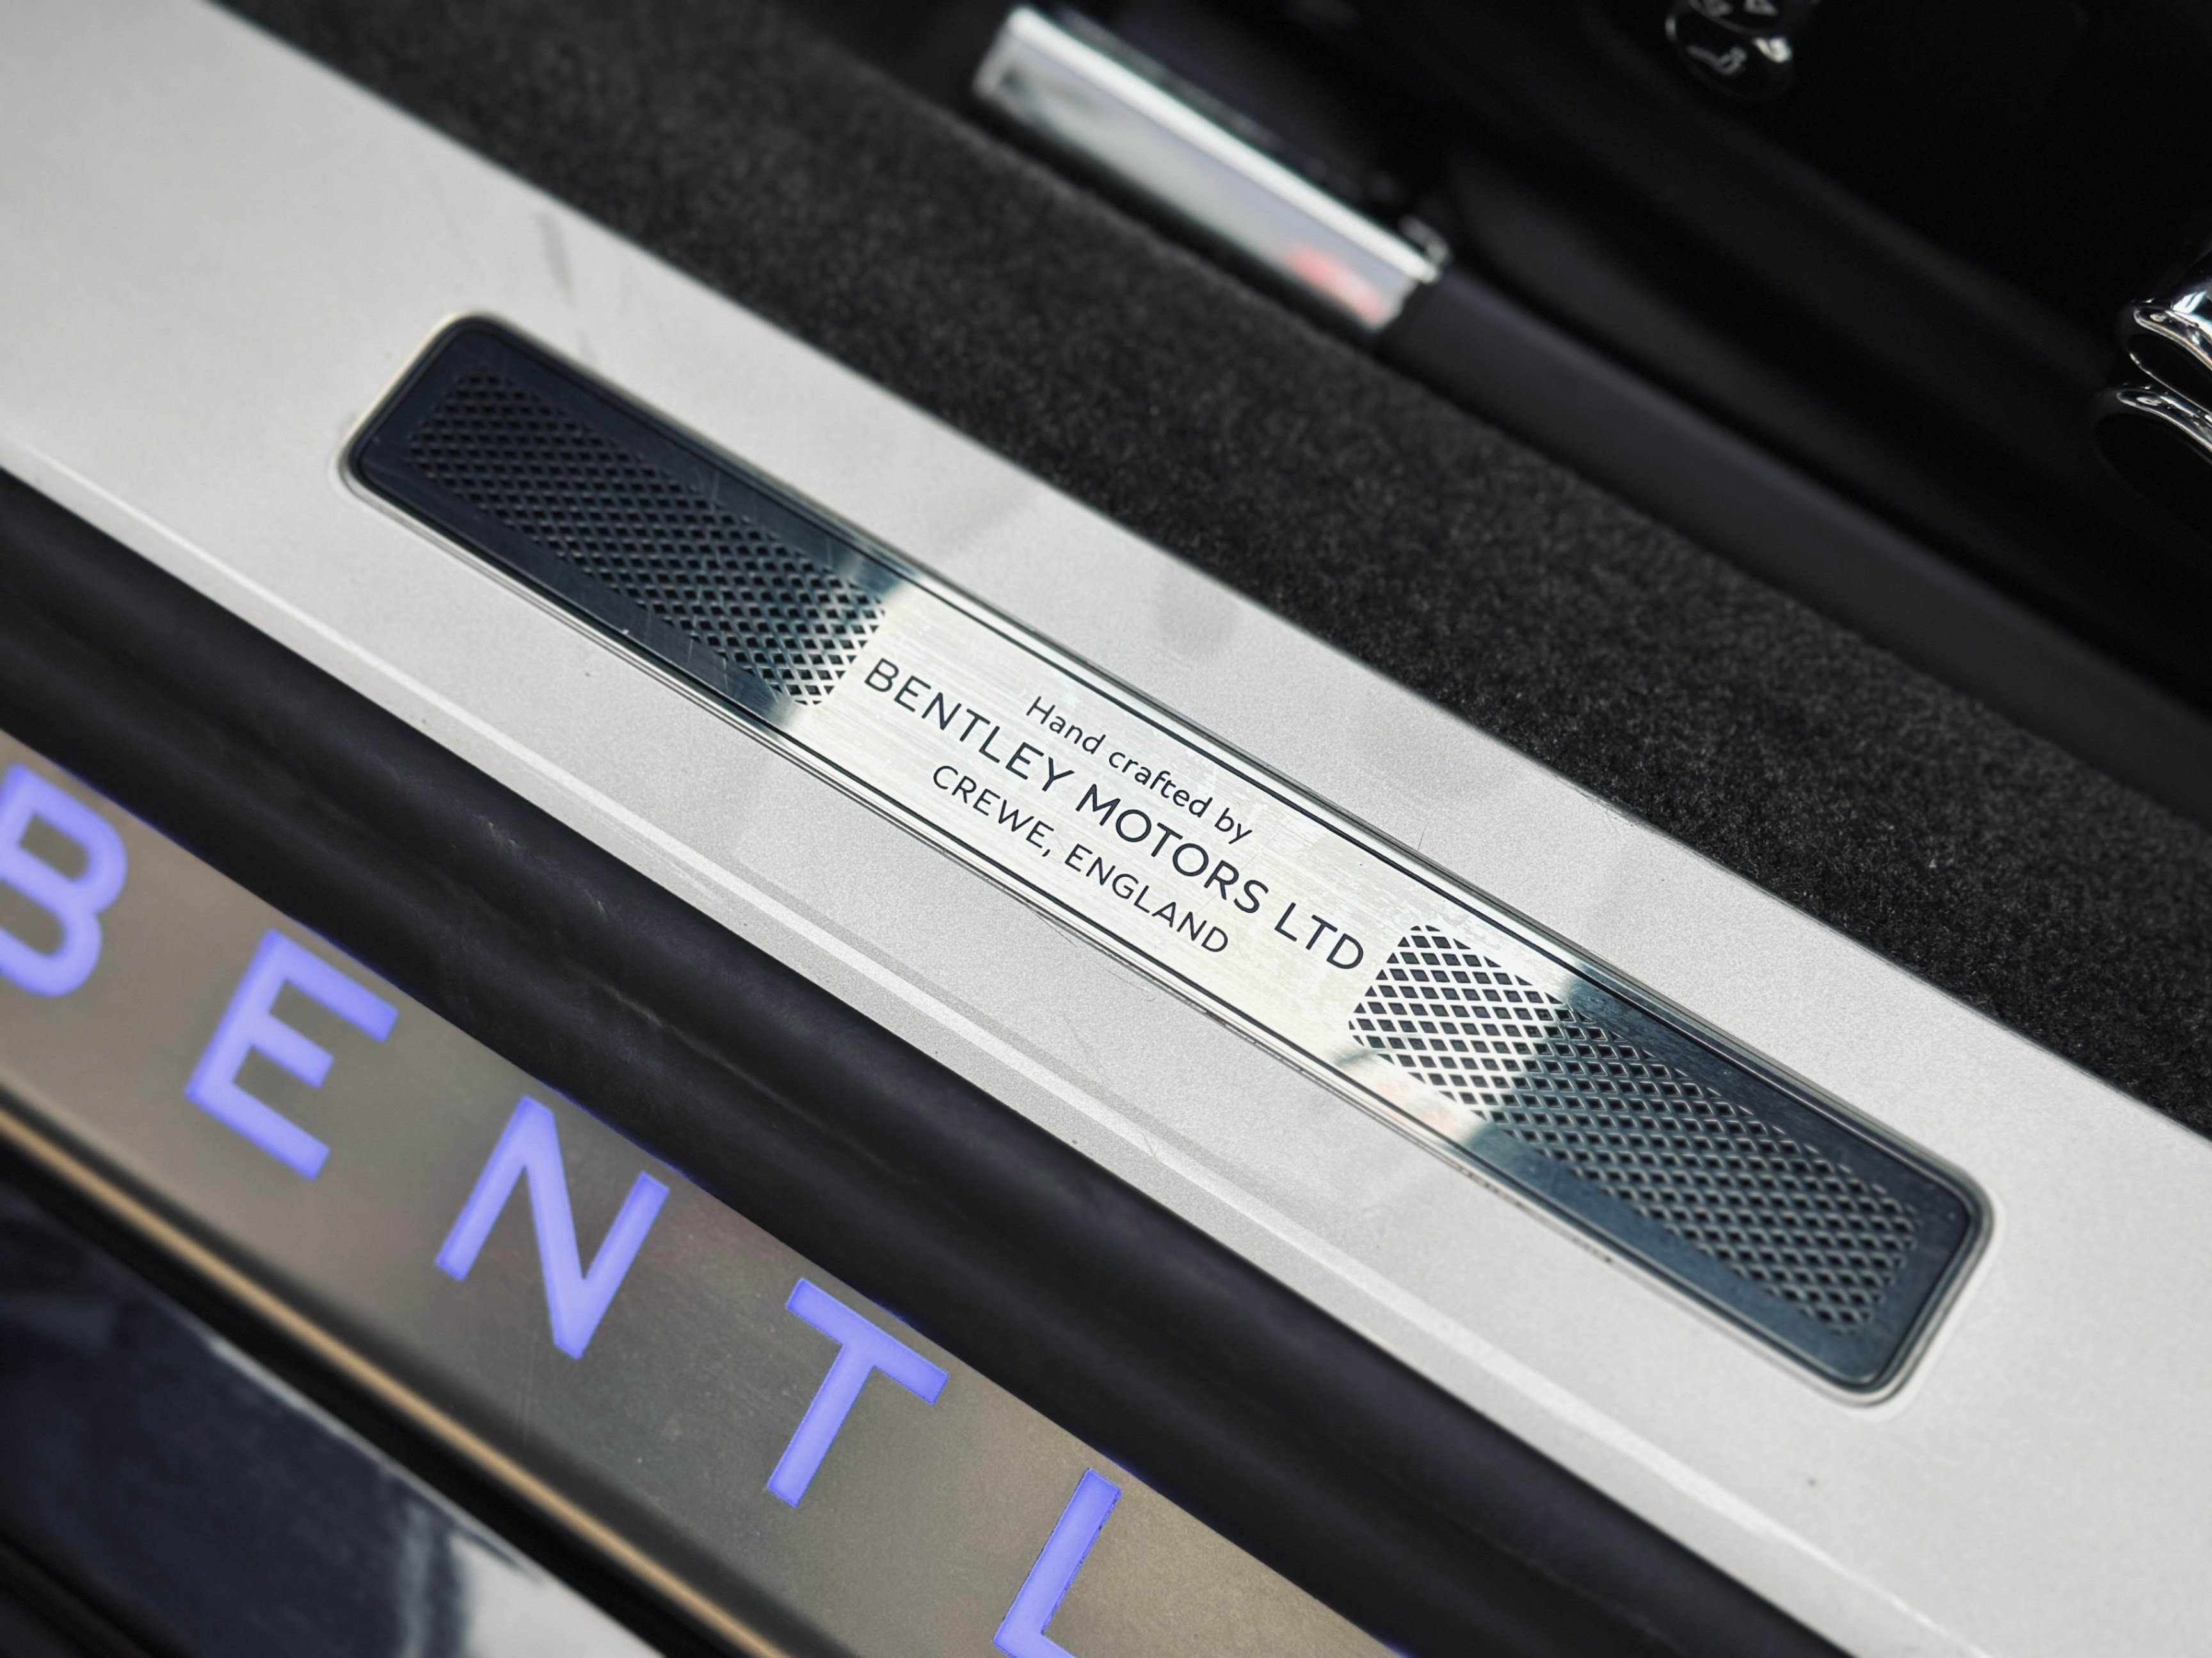 Hand crafted by
BENTLEY MOTORS LTD
CREWE, ENGLAND
BENTL